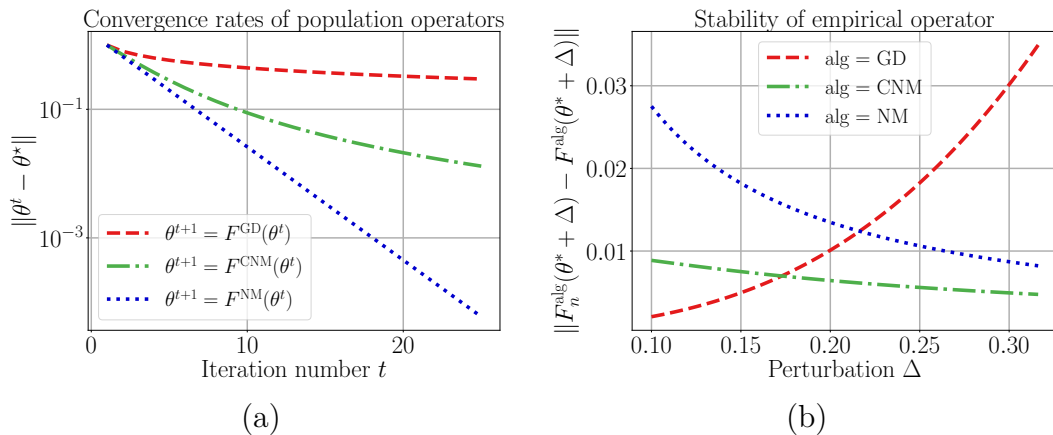 Convergence rates of population operators
‖θ^t − θ^⋆‖
10^−1
10^−3
θ^{t+1} = F^GD(θ^t)
θ^{t+1} = F^CNM(θ^t)
θ^{t+1} = F^NM(θ^t)
0 10 20
Iteration number t
(a)
Stability of empirical operator
||F_n^alg(θ* + Δ) − F^alg(θ* + Δ)||
0.03
0.02
0.01
alg = GD
alg = CNM
alg = NM
0.10 0.15 0.20 0.25 0.30
Perturbation Δ
(b)